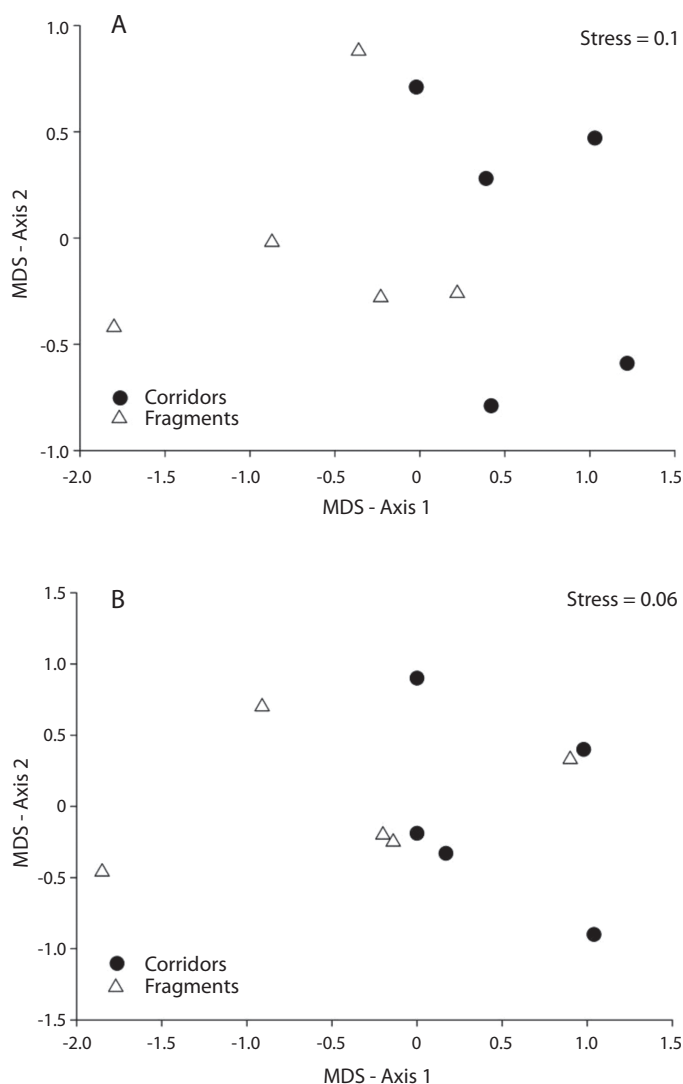 A
Stress = 0.1
1.0
0.5
0
-0.5
-1.0
MDS - Axis 2
Corridors
Fragments
-2.0 -1.5 -1.0 -0.5 0 0.5 1.0 1.5
MDS - Axis 1
B
Stress = 0.06
1.5
1.0
0.5
0
-0.5
-1.0
-1.5
MDS - Axis 2
Corridors
Fragments
-2.0 -1.5 -1.0 -0.5 0 0.5 1.0 1.5
MDS - Axis 1